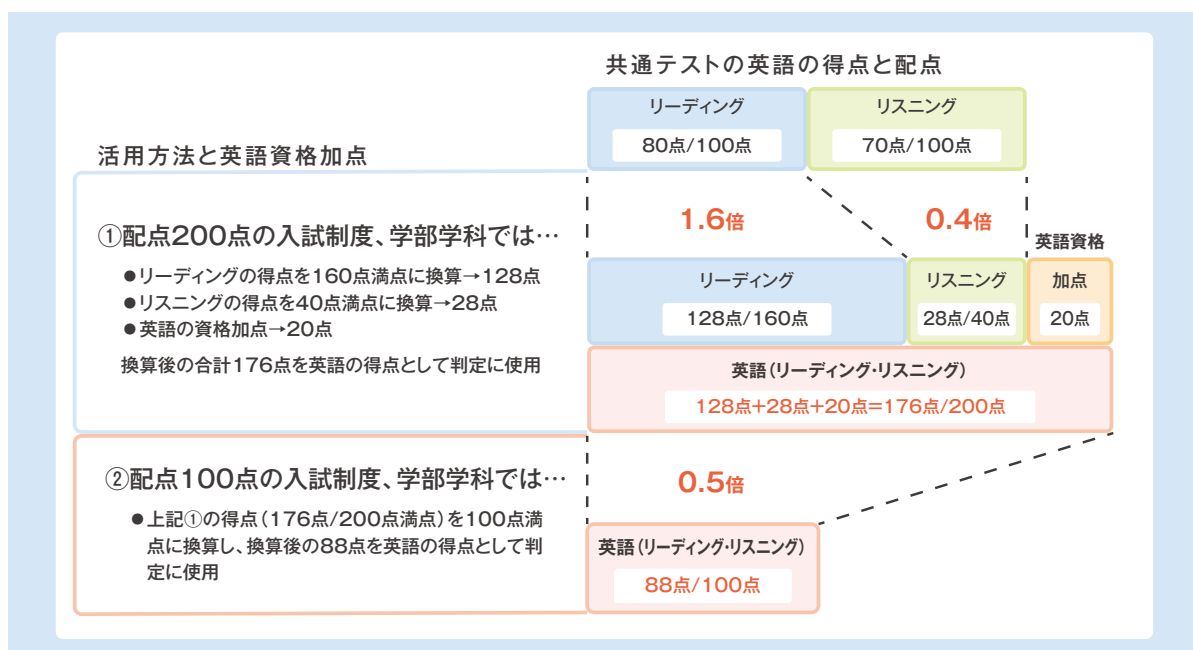 共通テストの英語の得点と配点
リーディング
リスニング
80点/100点
70点/100点
活用方法と英語資格加点
1.6倍
0.4倍
英語資格
①配点200点の入試制度、学部学科では…
●リーディングの得点を160点満点に換算→128点
●リスニングの得点を40点満点に換算→28点
●英語の資格加点→20点
換算後の合計176点を英語の得点として判定に使用
リーディング
リスニング
加点
128点/160点
28点/40点
20点
英語(リーディング・リスニング)
128点+28点+20点=176点/200点
②配点100点の入試制度、学部学科では…
●上記①の得点(176点/200点満点)を100点満
点に換算し、換算後の88点を英語の得点として判
定に使用
0.5倍
英語(リーディング・リスニング)
88点/100点